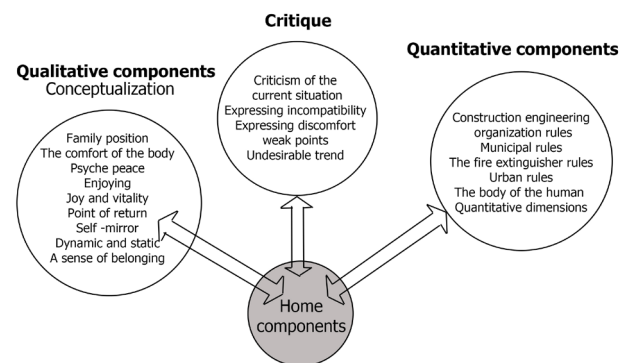 Critique
Criticism of the
current situation
Expressing incompatibility
Expressing discomfort
weak points
Undesirable trend
Qualitative components
Conceptualization
Family position
The comfort of the body
Psyche peace
Enjoying
Joy and vitality
Point of return
Self -mirror
Dynamic and static
A sense of belonging
Quantitative components
Construction engineering
organization rules
Municipal rules
The fire extinguisher rules
Urban rules
The body of the human
Quantitative dimensions
Home
components